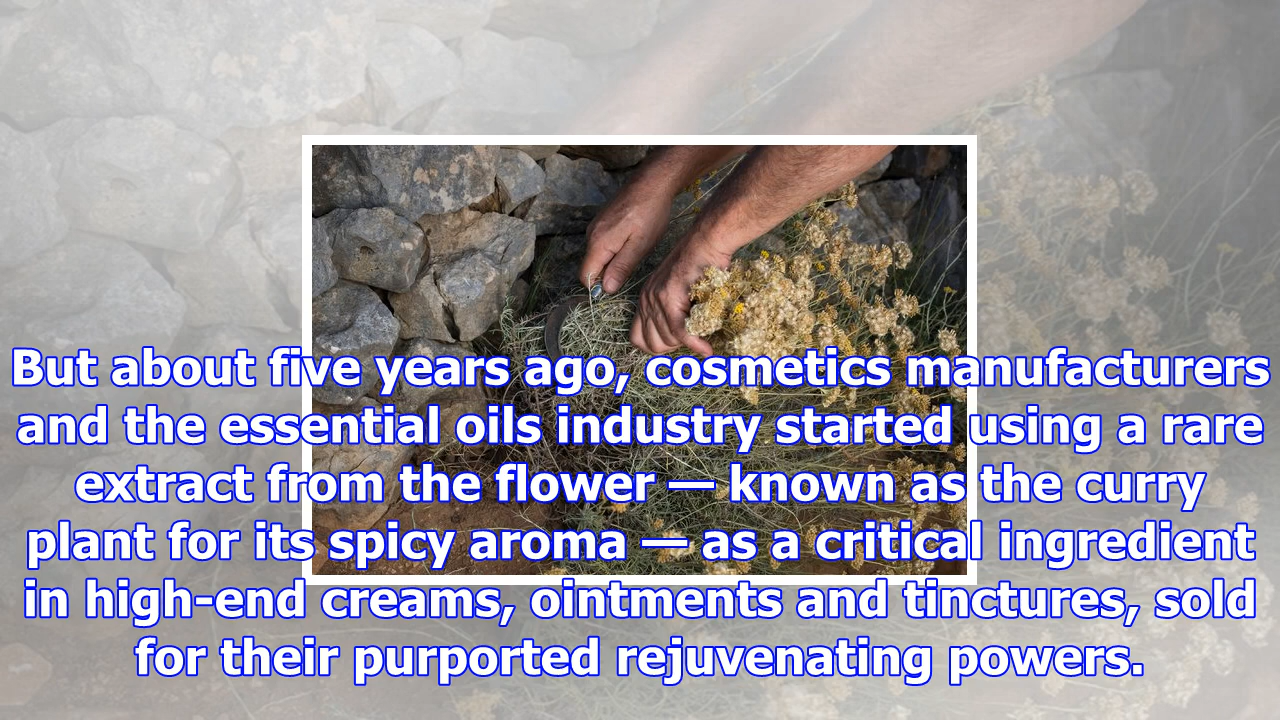 But about five years ago, cosmetics manufacturers
and the essential oils industry started using a rare
extract from the flower — known as the curry
plant for its spicy aroma — as a critical ingredient
in high-end creams, ointments and tinctures, sold
for their purported rejuvenating powers.